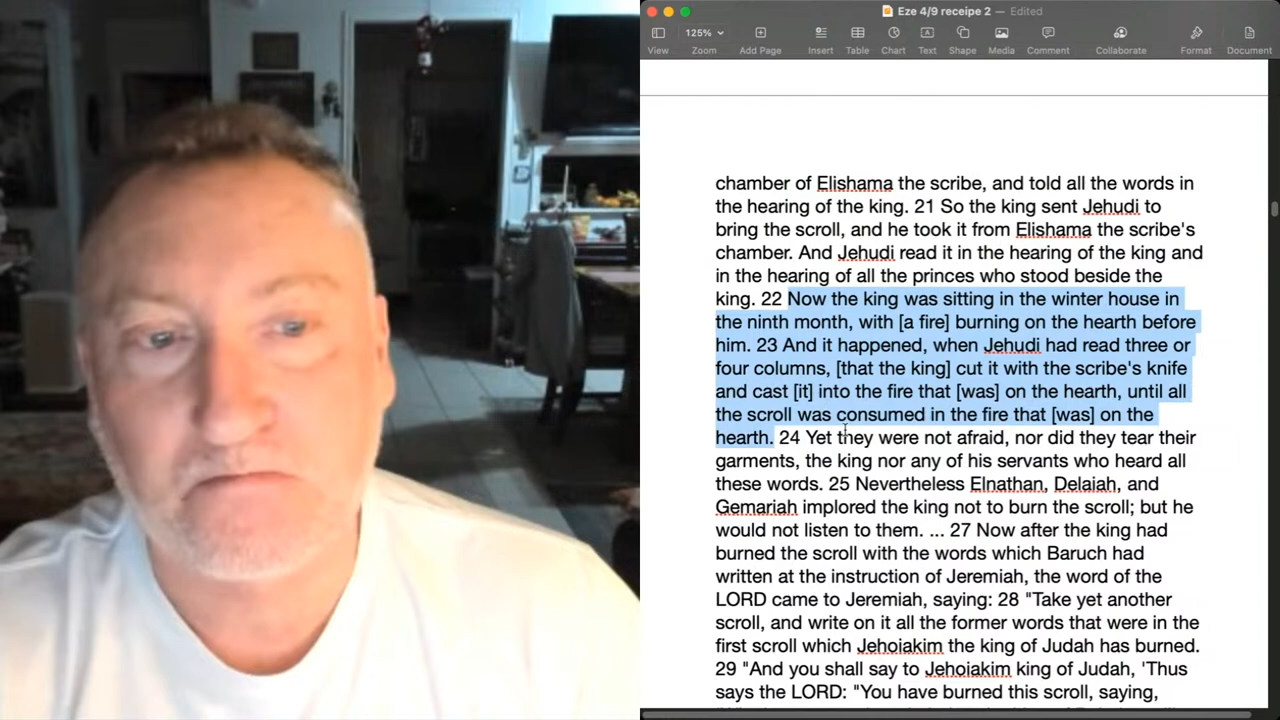 Eze 4/9 receipe 2 — Edited
125%
View Zoom Add Page Insert Table Chart Text Shape Media Comment Collaborate Format Document
chamber of Elishama the scribe, and told all the words in
the hearing of the king. 21 So the king sent Jehudi to
bring the scroll, and he took it from Elishama the scribe's
chamber. And Jehudi read it in the hearing of the king and
in the hearing of all the princes who stood beside the
king. 22 Now the king was sitting in the winter house in
the ninth month, with [a fire] burning on the hearth before
him. 23 And it happened, when Jehudi had read three or
four columns, [that the king] cut it with the scribe's knife
and cast [it] into the fire that [was] on the hearth, until all
the scroll was consumed in the fire that [was] on the
hearth. 24 Yet they were not afraid, nor did they tear their
garments, the king nor any of his servants who heard all
these words. 25 Nevertheless Elnathan, Delaiah, and
Gemariah implored the king not to burn the scroll; but he
would not listen to them. ... 27 Now after the king had
burned the scroll with the words which Baruch had
written at the instruction of Jeremiah, the word of the
LORD came to Jeremiah, saying: 28 "Take yet another
scroll, and write on it all the former words that were in the
first scroll which Jehoiakim the king of Judah has burned.
29 "And you shall say to Jehoiakim king of Judah, 'Thus
says the LORD: "You have burned this scroll, saying,